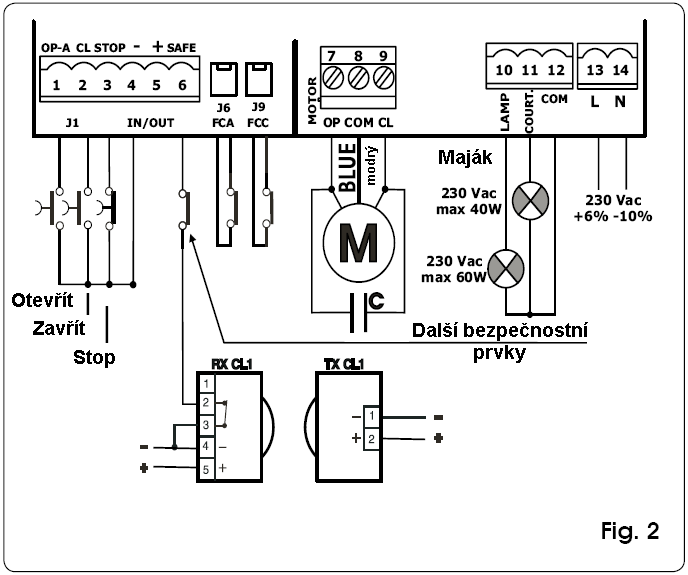 OP-A CL STOP - + SAFE
1 2 3 4 5 6
J1 IN/OUT
J6 J9
FCA FCC
MOTOR
7 8 9
OP COM CL
BLUE
modrý
M
C
10 11 12
LAMP
COURT.
COM
13 14
L N
Maják
230 Vac
max 40W
230 Vac
max 60W
230 Vac
+6% -10%
Otevřít
Zavřít
Stop
Další bezpečnostní
prvky
RX CL1
1
2
3
4 -
5 +
- 
+
TX CL1
- 1 -
+ 2 +
Fig. 2